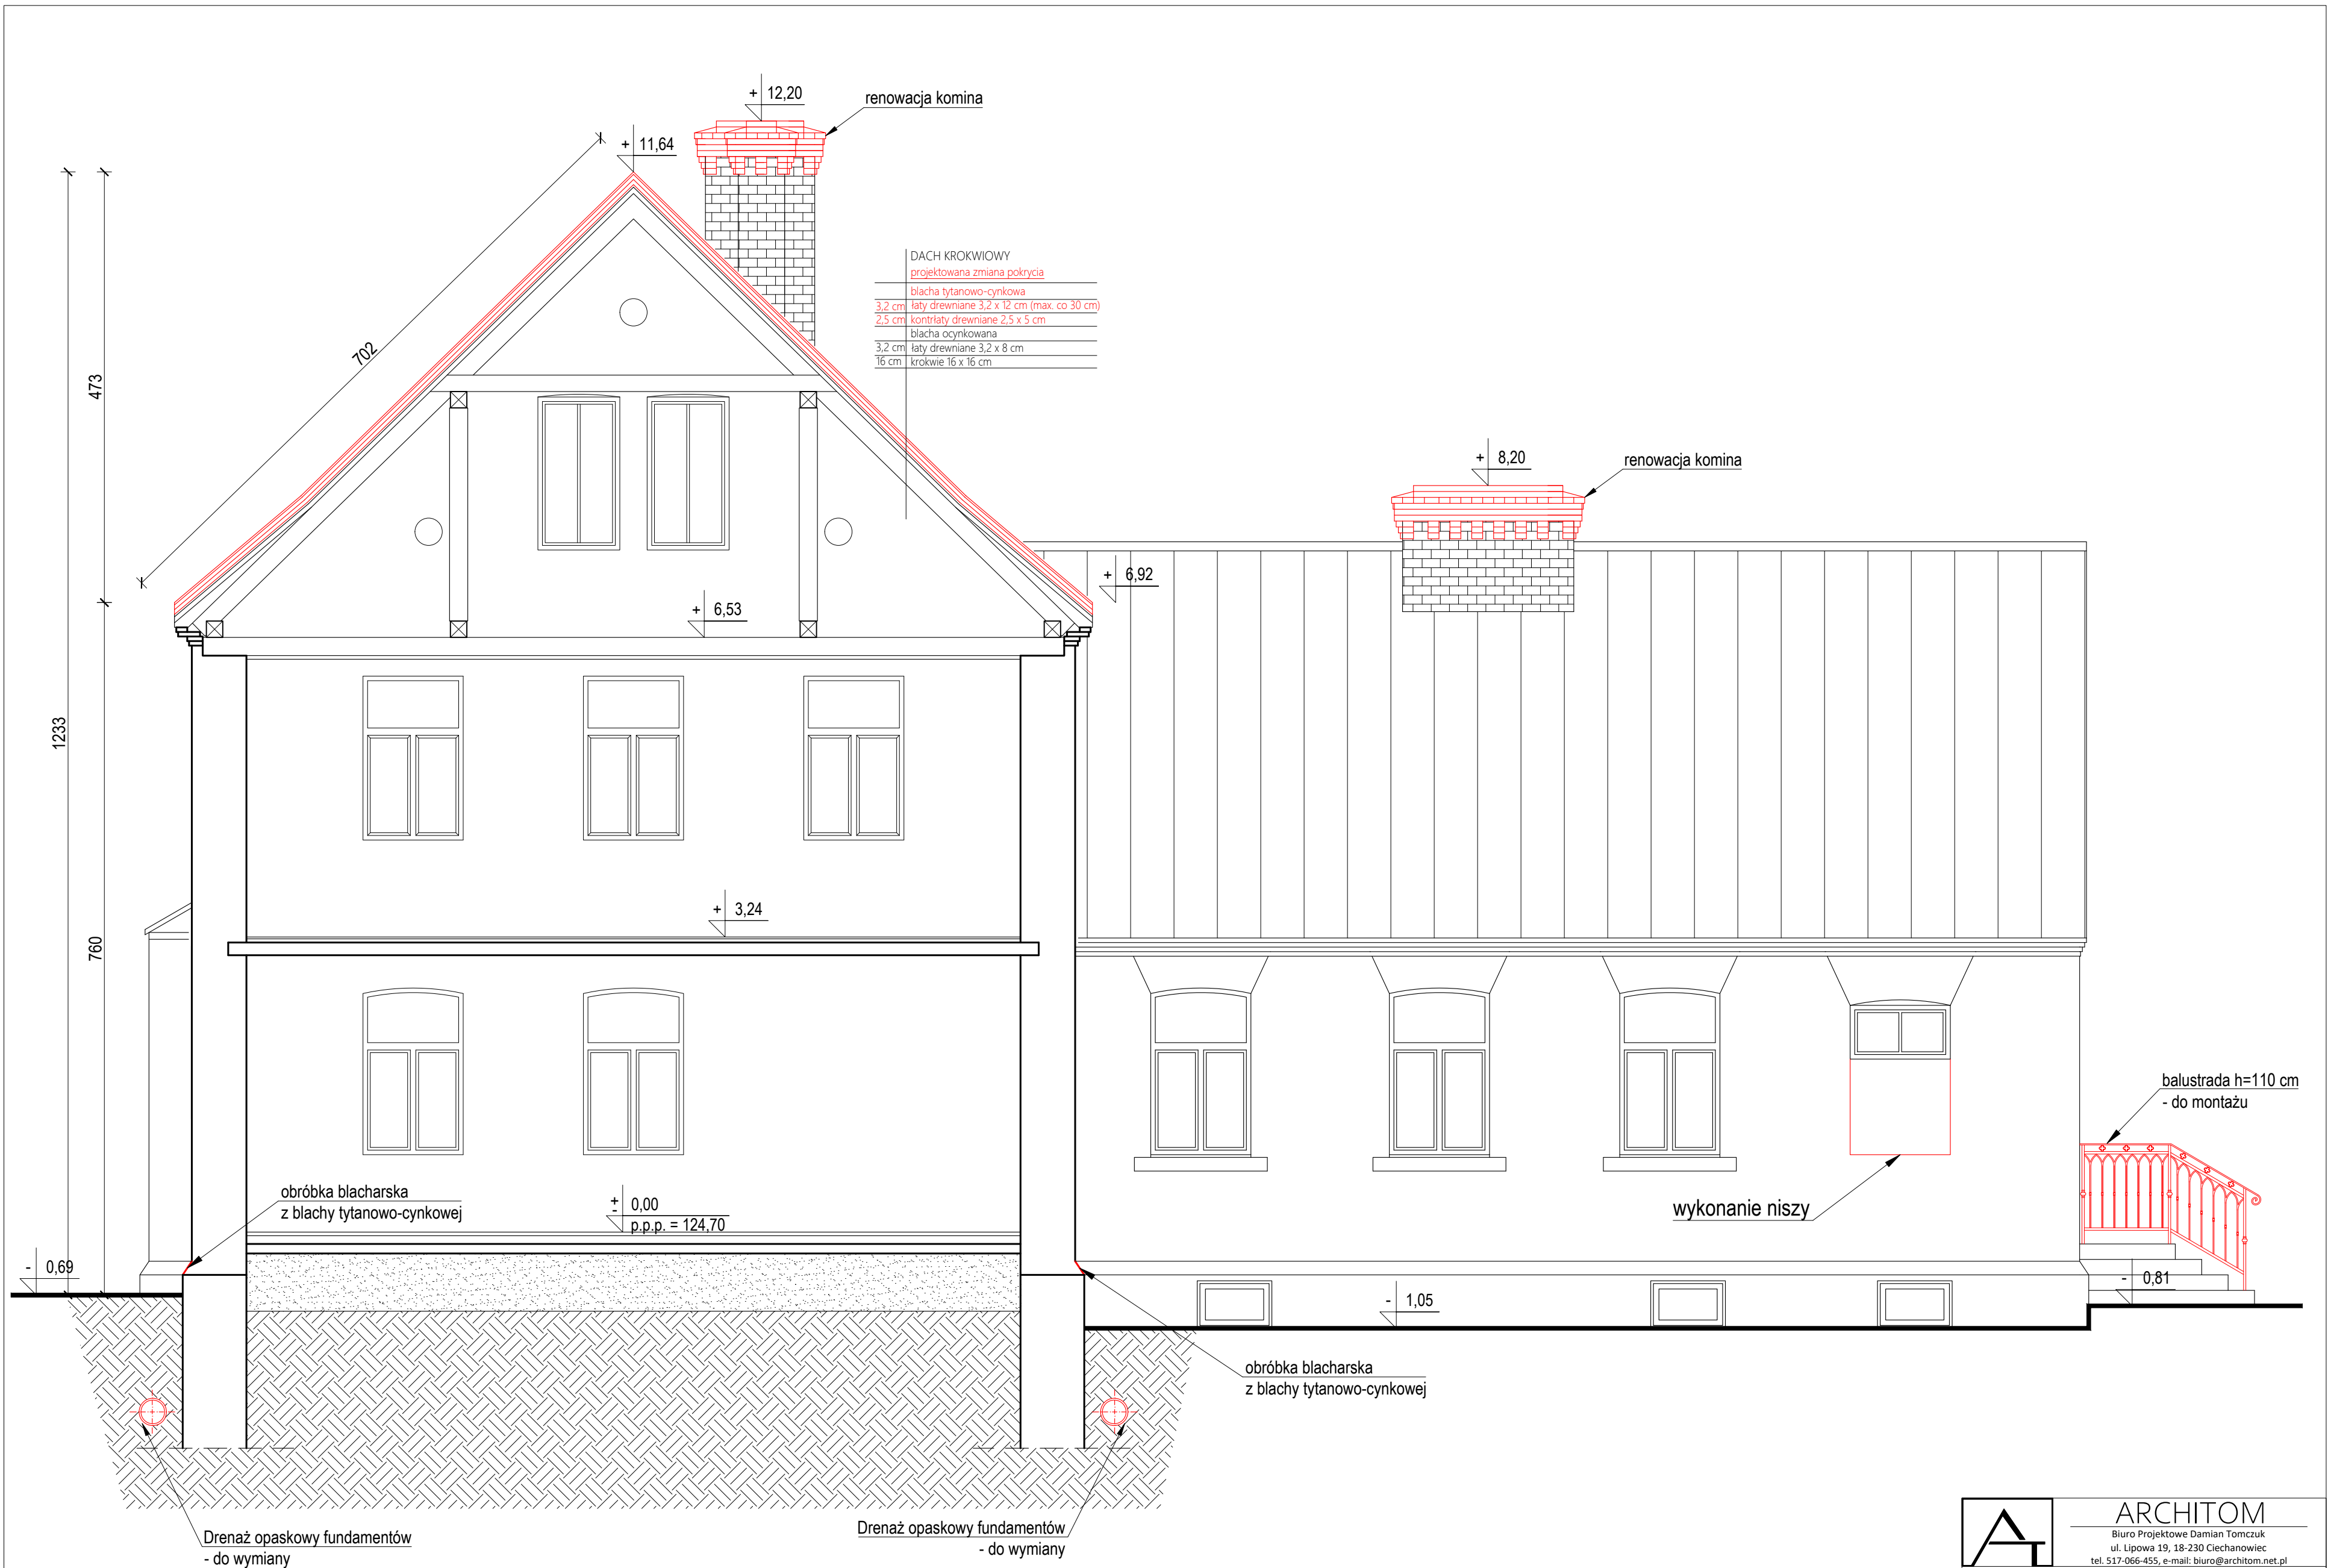 + 12,20
renowacja komina
+ 11,64
702
473
1233
760
DACH KROKWIOWY
projektowana zmiana pokrycia
blacha tytanowo-cynkowa
3,2 cm łaty drewniane 3,2 x 12 cm (max. co 30 cm)
2,5 cm kontrłaty drewniane 2,5 x 5 cm
blacha ocynkowana
3,2 cm łaty drewniane 3,2 x 8 cm
16 cm krokwie 16 x 16 cm
+ 8,20
renowacja komina
+ 6,92
+ 6,53
+ 3,24
balustrada h=110 cm
- do montażu
obróbka blacharska
z blachy tytanowo-cynkowej
+
- 0,00
p.p.p. = 124,70
wykonanie niszy
- 0,69
- 0,81
- 1,05
obróbka blacharska
z blachy tytanowo-cynkowej
Drenaż opaskowy fundamentów
- do wymiany
Drenaż opaskowy fundamentów
- do wymiany
ARCHITOM
Biuro Projektowe Damian Tomczuk
ul. Lipowa 19, 18-230 Ciechanowiec
tel. 517-066-455, e-mail: biuro@architom.net.pl